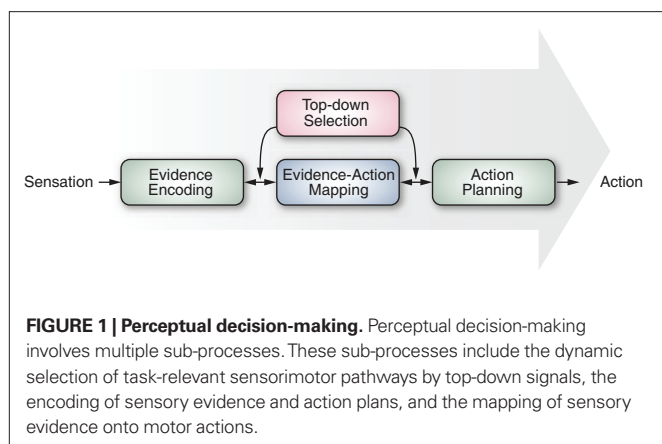 Top-down
Selection
Sensation
Evidence
Encoding
Evidence-Action
Mapping
Action
Planning
Action
FIGURE 1 | Perceptual decision-making. Perceptual decision-making
involves multiple sub-processes. These sub-processes include the dynamic
selection of task-relevant sensorimotor pathways by top-down signals, the
encoding of sensory evidence and action plans, and the mapping of sensory
evidence onto motor actions.